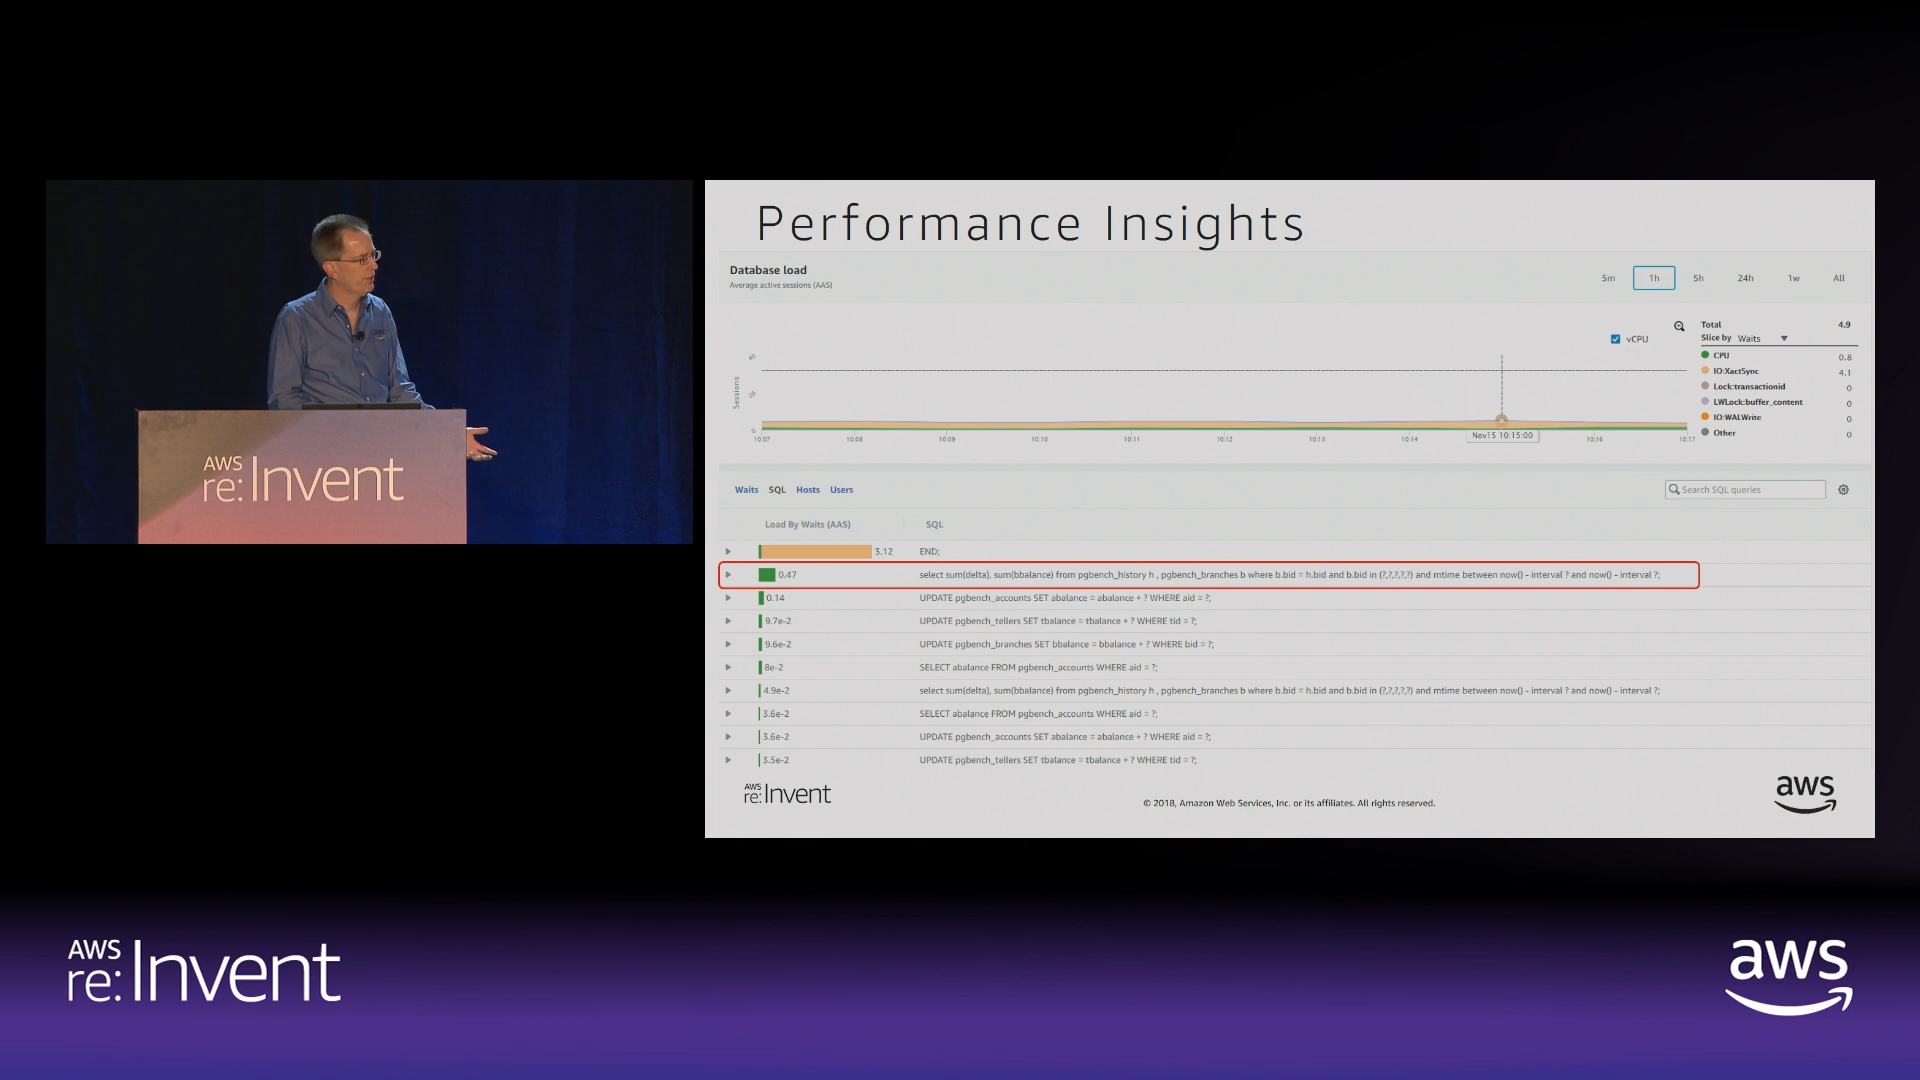 AWS
re:Invent
Performance Insights
Database load
Average active sessions (AAS)
5m 1h 5h 24h 1w All
vCPU
Total 4.9
Slice by Waits
CPU 0.8
IO:XactSync 4.1
Lock:transactionid 0
LWLock:buffer_content 0
IO:WALWrite 0
Other 0
Sessions
40
20
0
10:07 10:08 10:09 10:10 10:11 10:12 10:13 10:14 Nov15 10:15:00 10:16 10:17
Waits SQL Hosts Users
Search SQL queries
Load By Waits (AAS) SQL
3.12 END;
0.47 select sum(delta), sum(bbalance) from pgbench_history h , pgbench_branches b where b.bid = h.bid and b.bid in (?,?,?,?,?) and mtime between now() - interval ? and now() - interval ?;
0.14 UPDATE pgbench_accounts SET abalance = abalance + ? WHERE aid = ?;
9.7e-2 UPDATE pgbench_tellers SET tbalance = tbalance + ? WHERE tid = ?;
9.6e-2 UPDATE pgbench_branches SET bbalance = bbalance + ? WHERE bid = ?;
8e-2 SELECT abalance FROM pgbench_accounts WHERE aid = ?;
4.9e-2 select sum(delta), sum(bbalance) from pgbench_history h , pgbench_branches b where b.bid = h.bid and b.bid in (?,?,?,?,?) and mtime between now() - interval ? and now() - interval ?;
3.6e-2 SELECT abalance FROM pgbench_accounts WHERE aid = ?;
3.6e-2 UPDATE pgbench_accounts SET abalance = abalance + ? WHERE aid = ?;
3.5e-2 UPDATE pgbench_tellers SET tbalance = tbalance + ? WHERE tid = ?;
AWS
re:Invent
© 2018, Amazon Web Services, Inc. or its affiliates. All rights reserved.
aws
AWS
re:Invent
aws